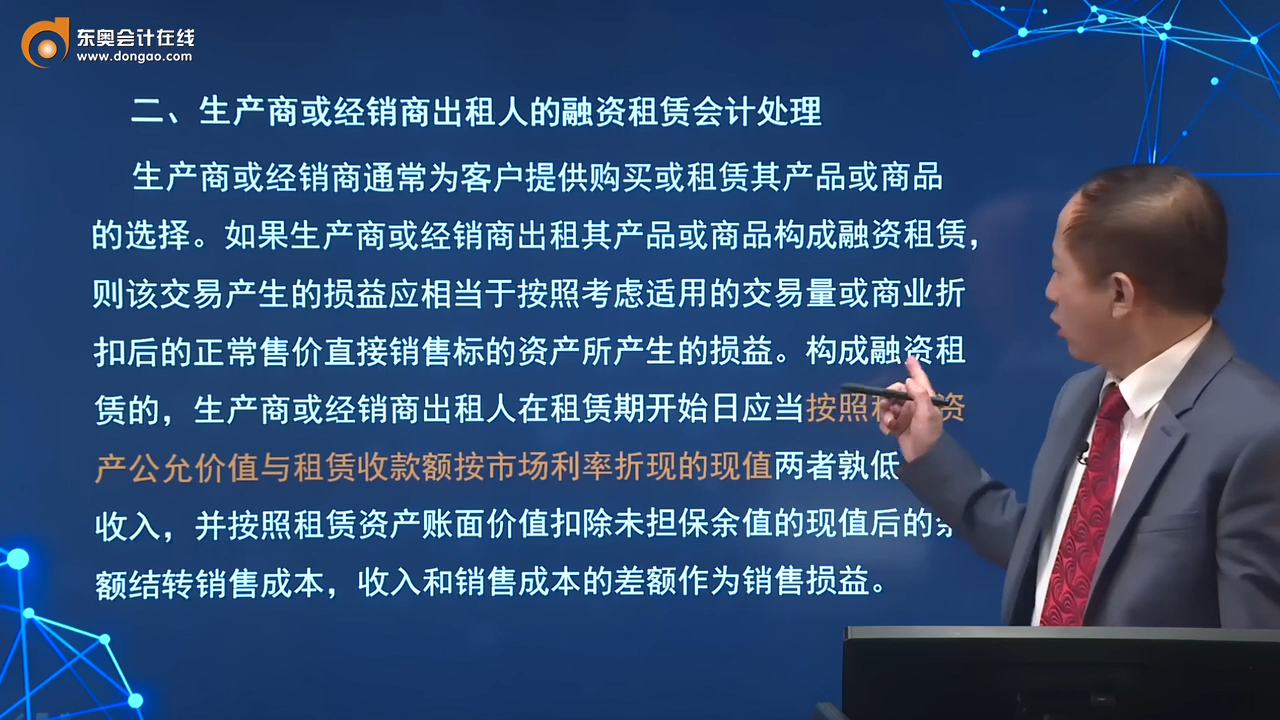 东奥会计在线
www.dongao.com
二、生产商或经销商出租人的融资租赁会计处理
生产商或经销商通常为客户提供购买或租赁其产品或商品
的选择。如果生产商或经销商出租其产品或商品构成融资租赁，
则该交易产生的损益应相当于按照考虑适用的交易量或商业折
扣后的正常售价直接销售标的资产所产生的损益。构成融资租
赁的，生产商或经销商出租人在租赁期开始日应当按照租 资
产公允价值与租赁收款额按市场利率折现的现值两者孰低
收入，并按照租赁资产账面价值扣除未担保余值的现值后的余
额结转销售成本，收入和销售成本的差额作为销售损益。